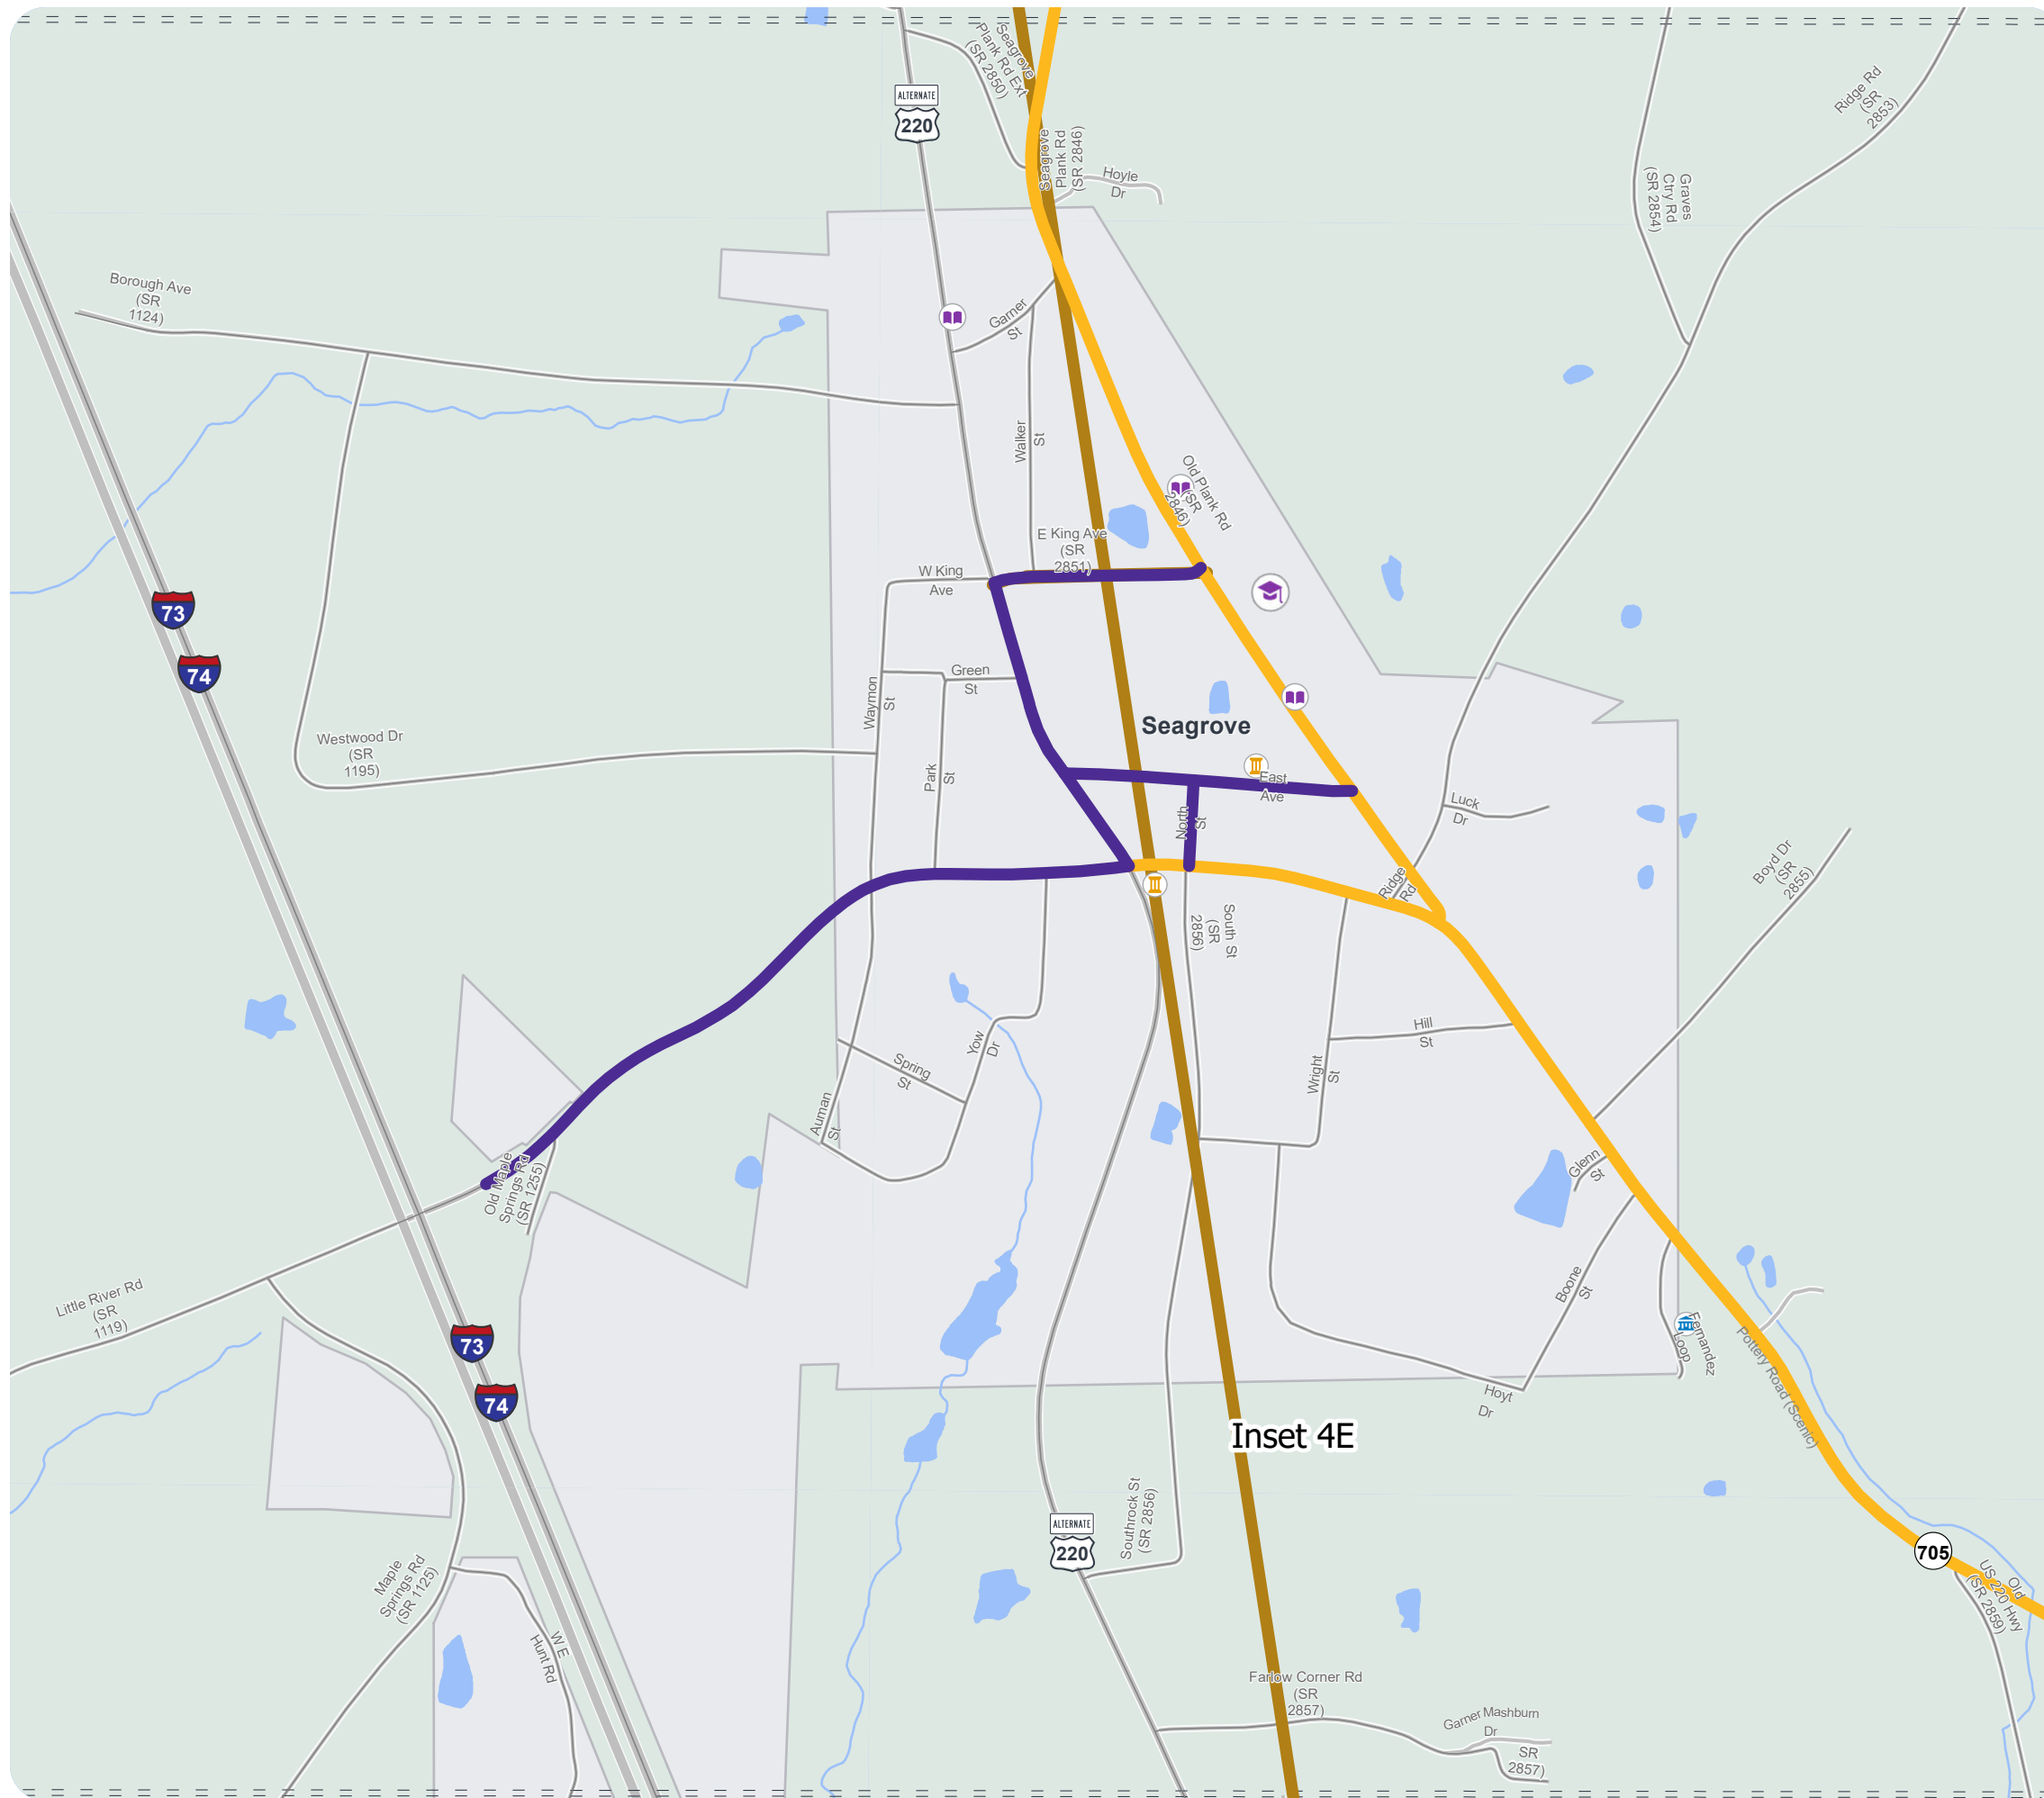 Seagrove
Plank Rd Ext
(SR 2850)
ALTERNATE
220
Seagrove
Plank Rd
(SR 2846)
Hoyle
Dr
Graves
Ctry Rd
(SR 2854)
Ridge Rd
(SR
2853)
Borough Ave
(SR
1124)
Garner
St
Walker
St
Old Plank Rd
(SR
2846)
E King Ave
(SR
2851)
W King
Ave
73
74
Green
St
Waymon
St
Seagrove
Westwood Dr
(SR
1195)
Park
St
East
Ave
North
St
Luck
Dr
Ridge
Rd
Boyd Dr
(SR
2855)
South St
(SR
2856)
Hill
St
Yow
Dr
Spring
St
Wright
St
Auman
St
Old Maple
Springs Rd
(SR 1255)
Glenn
St
Little River Rd
(SR
1119)
Boone
St
Fernandez
Loop
73
74
Pottery Road (Scenic)
Hoyt
Dr
Inset 4E
Southrock St
(SR 2856)
ALTERNATE
220
705
Old
US 220 Hwy
(SR 2859)
Maple
Springs Rd
(SR 1125)
W E
Hunt Rd
Farlow Corner Rd
(SR
2857)
Garner Mashburn
Dr
SR
2857)